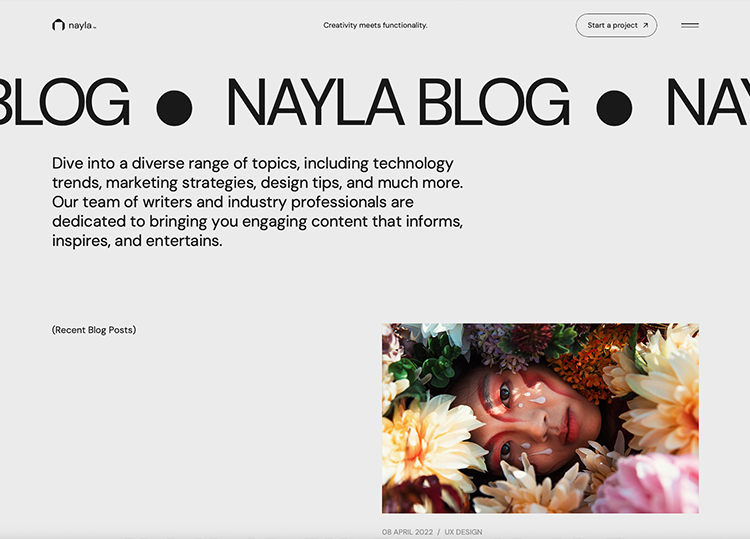 nayla
Creativity meets functionality.
Start a project
BLOG ● NAYLA BLOG ● NAY
Dive into a diverse range of topics, including technology
trends, marketing strategies, design tips, and much more.
Our team of writers and industry professionals are
dedicated to bringing you engaging content that informs,
inspires, and entertains.
(Recent Blog Posts)
08 APRIL 2022 / UX DESIGN